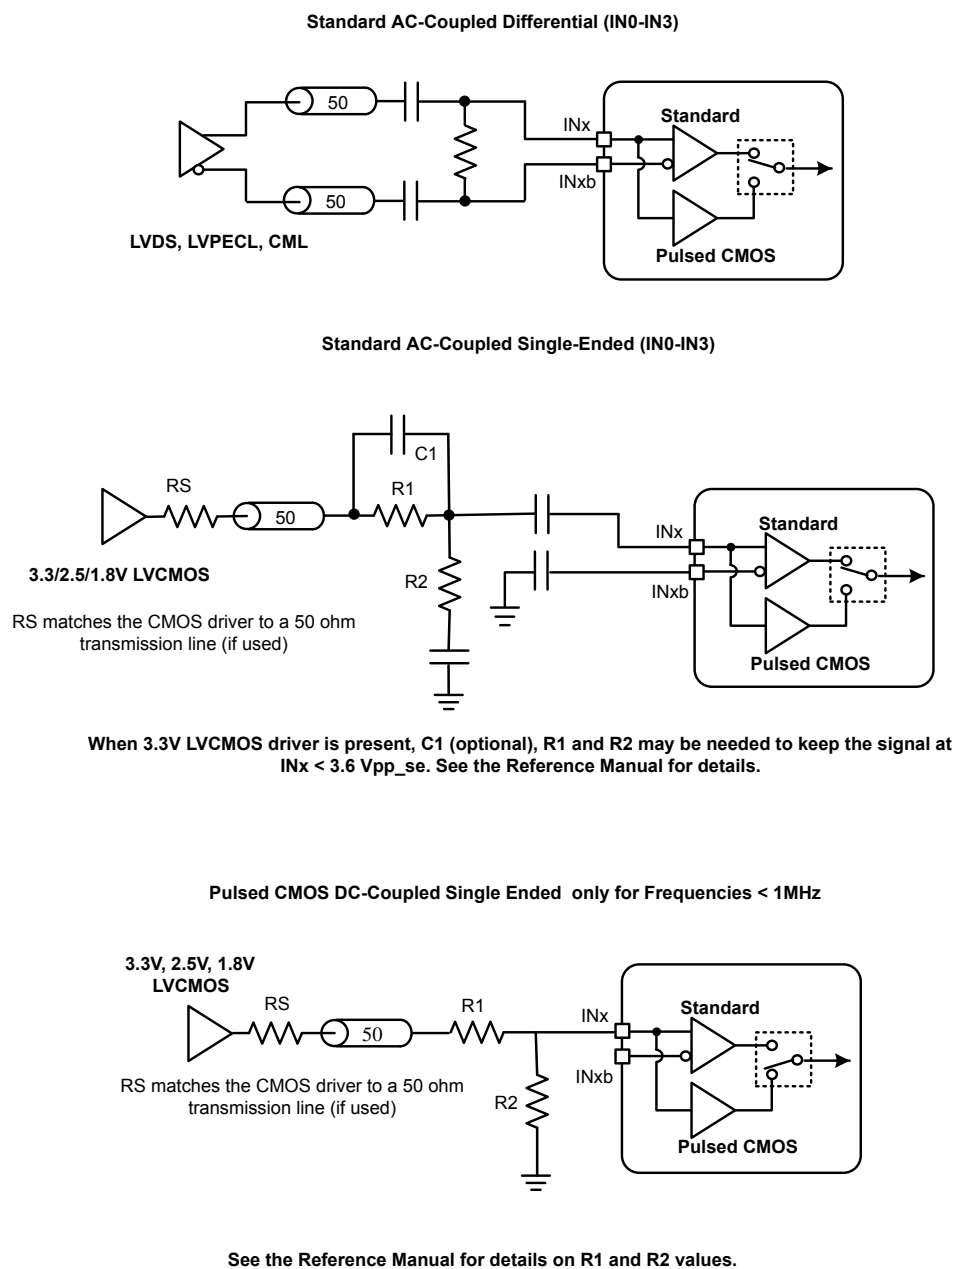 Standard AC-Coupled Differential (IN0-IN3)
50
50
LVDS, LVPECL, CML
INx
INxb
Standard
Pulsed CMOS
Standard AC-Coupled Single-Ended (IN0-IN3)
C1
RS
R1
50
R2
3.3/2.5/1.8V LVCMOS
RS matches the CMOS driver to a 50 ohm
transmission line (if used)
INx
INxb
Standard
Pulsed CMOS
When 3.3V LVCMOS driver is present, C1 (optional), R1 and R2 may be needed to keep the signal at
INx < 3.6 Vpp_se. See the Reference Manual for details.
Pulsed CMOS DC-Coupled Single Ended  only for Frequencies < 1MHz
3.3V, 2.5V, 1.8V
LVCMOS
RS
50
R1
R2
RS matches the CMOS driver to a 50 ohm
transmission line (if used)
INx
INxb
Standard
Pulsed CMOS
See the Reference Manual for details on R1 and R2 values.